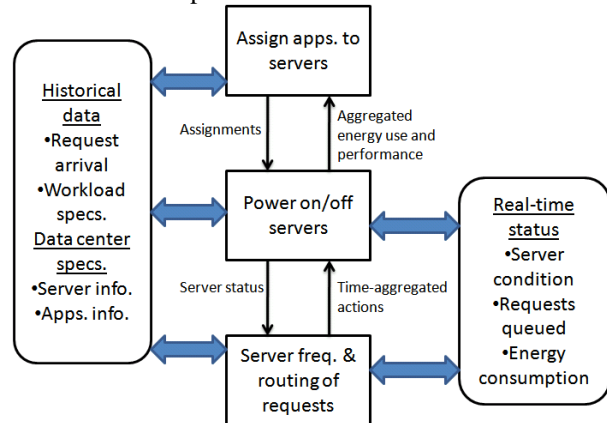 Assign apps. to
servers
Historical
data
•Request
arrival
•Workload
specs.
Data center
specs.
•Server info.
•Apps. info.
Assignments
Aggregated
energy use and
performance
Power on/off
servers
Real-time
status
•Server
condition
•Requests
queued
•Energy
consumption
Server status
Time-aggregated
actions
Server freq. &
routing of
requests